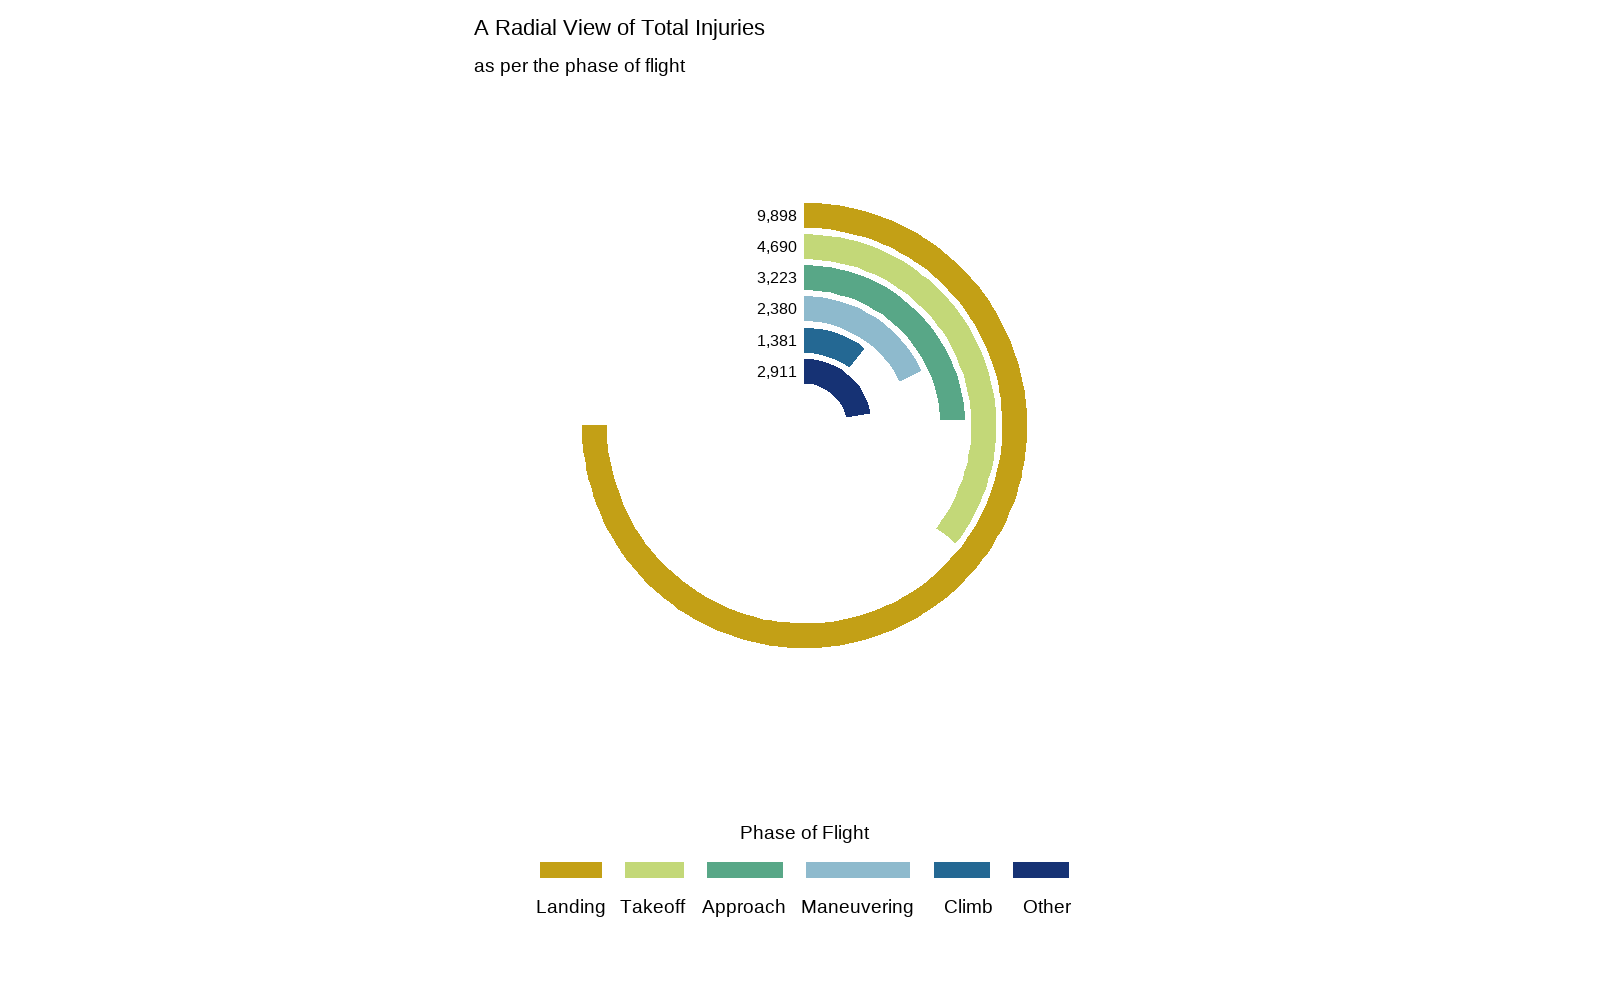 A Radial View of Total Injuries
as per the phase of flight
9,898
4,690
3,223
2,380
1,381
2,911
Phase of Flight
Landing Takeoff Approach Maneuvering Climb Other